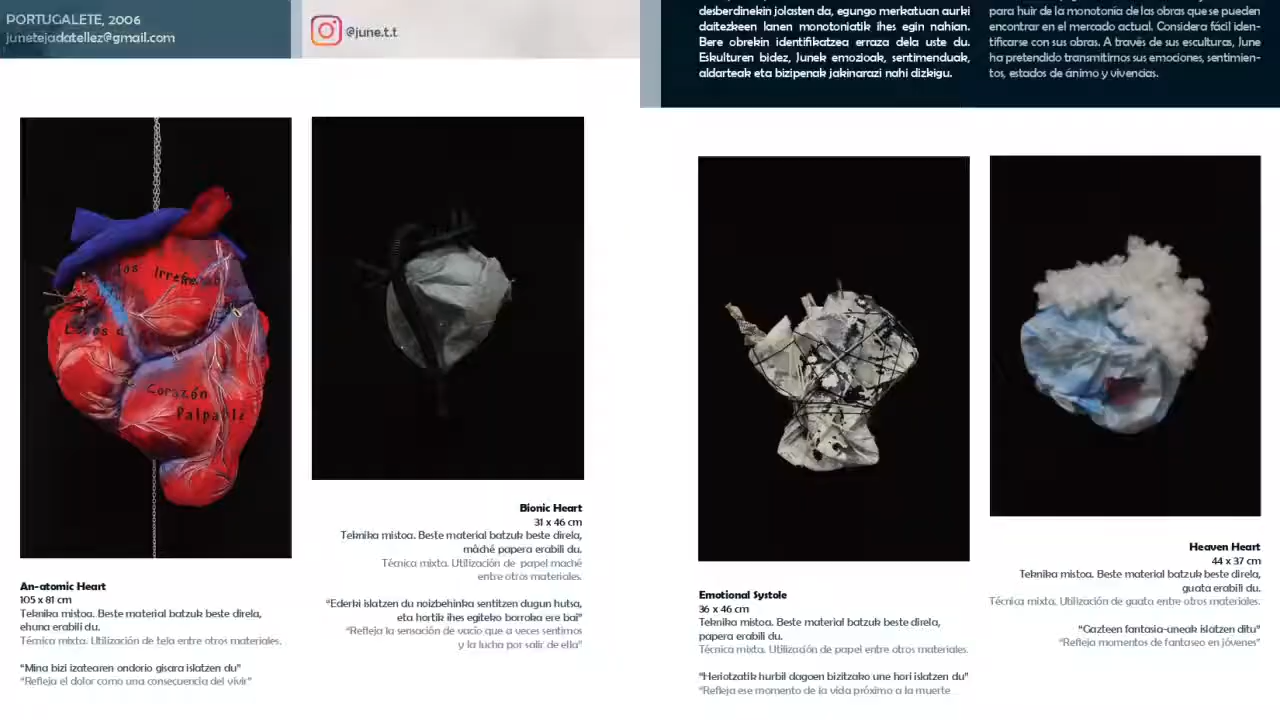 PORTUGALETE, 2006
junetejadatellez@gmail.com
@june.t.t
los Irrefre
Corazón
Palpable
An-atomic Heart
105 x 81 cm
Teknika mistoa. Beste material batzuk beste direla,
ehuna erabili du.
Técnica mixta. Utilización de tela entre otros materiales.
"Mina bizi izatearen ondorio gisara islatzen du"
"Refleja el dolor como una consecuencia del vivir"
Bionic Heart
31 x 46 cm
Teknika mistoa. Beste material batzuk beste direla,
mâché papera erabili du.
Técnica mixta. Utilización de papel maché
entre otros materiales.
"Ederki islatzen du noizbehinka sentitzen dugun hutsa,
eta hortik ihes egiteko borroka ere bai"
"Refleja la sensación de vacío que a veces sentimos
y la lucha por salir de ella"
desberdinekin jolasten da, egungo merkatuan aurki
daitezkeen lanen monotoniatik ihes egin nahian.
Bere obrekin identifikatzea erraza dela uste du.
Eskulturen bidez, Junek emozioak, sentimenduak,
aldarteak eta bizipenak jakinarazi nahi dizkigu.
para huir de la monotonía de las obras que se pueden
encontrar en el mercado actual. Considera fácil iden-
tificarse con sus obras. A través de sus esculturas, June
ha pretendido transmitirnos sus emociones, sentimien-
tos, estados de ánimo y vivencias.
Emotional Systole
36 x 46 cm
Teknika mistoa. Beste material batzuk beste direla,
papera erabili du.
Técnica mixta. Utilización de papel entre otros materiales.
"Heriotzatik hurbil dagoen bizitzako une hori islatzen du"
"Refleja ese momento de la vida próximo a la muerte
Heaven Heart
44 x 37 cm
Teknika mistoa. Beste material batzuk beste direla,
guata erabili du.
Técnica mixta. Utilización de guata entre otros materiales.
"Gazteen fantasia-uneak islatzen ditu"
"Refleja momentos de fantaseo en jóvenes"